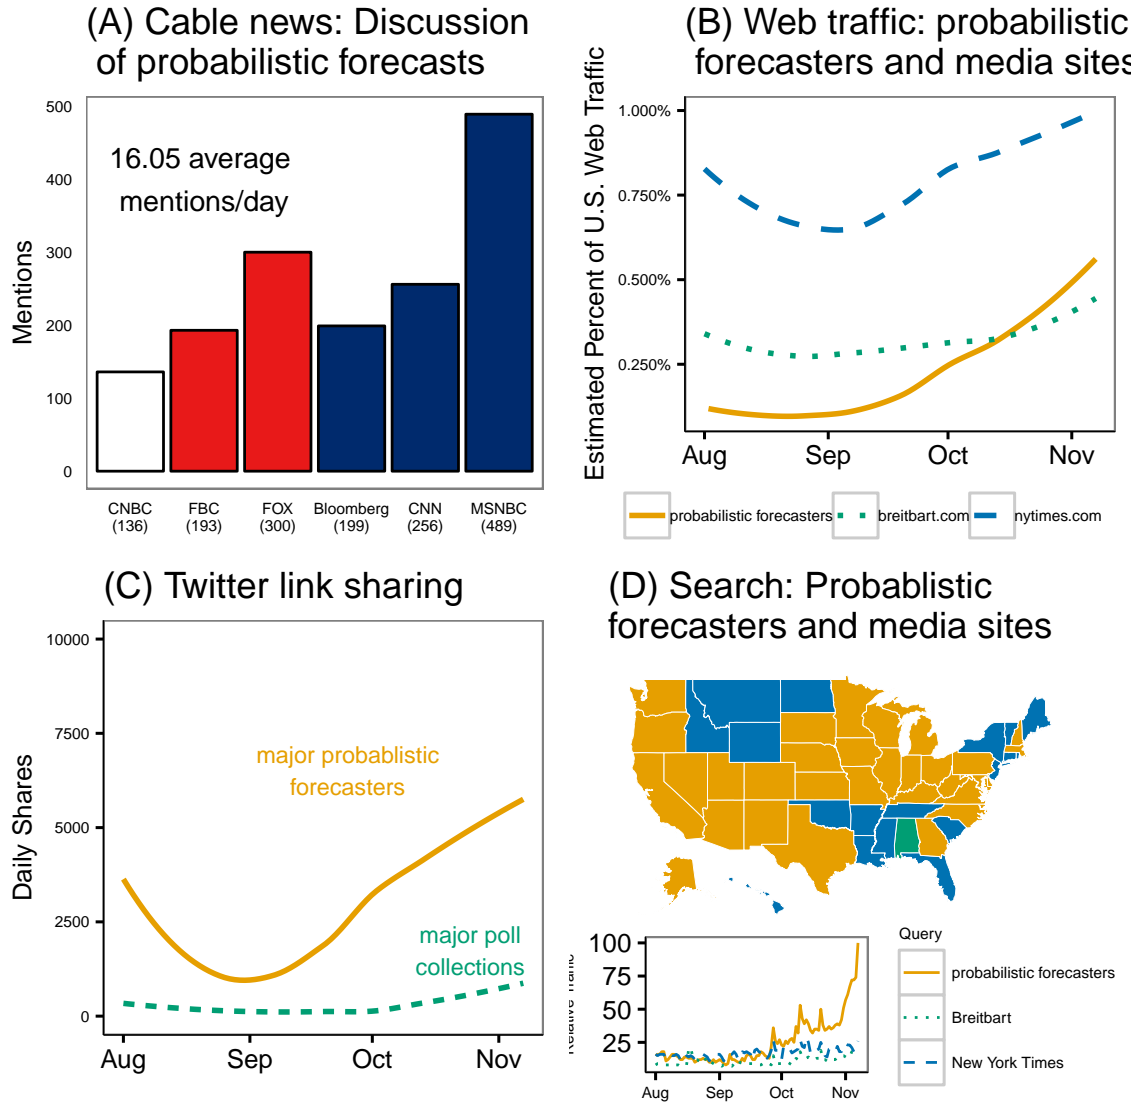 (A) Cable news: Discussion
of probabilistic forecasts
Mentions
500
400
300
200
100
0
16.05 average
mentions/day
CNBC
(136)
FBC
(193)
FOX
(300)
Bloomberg
(199)
CNN
(256)
MSNBC
(489)
(B) Web traffic: probabilistic
forecasters and media sites
Estimated Percent of U.S. Web Traffic
1.000%
0.750%
0.500%
0.250%
Aug Sep Oct Nov
probabilistic forecasters breitbart.com nytimes.com
(C) Twitter link sharing
Daily Shares
10000
7500
5000
2500
0
major probablistic
forecasters
major poll
collections
Aug Sep Oct Nov
(D) Search: Probablistic
forecasters and media sites
Relative Traffic
100
75
50
25
Aug Sep Oct Nov
Query
probabilistic forecasters
Breitbart
New York Times